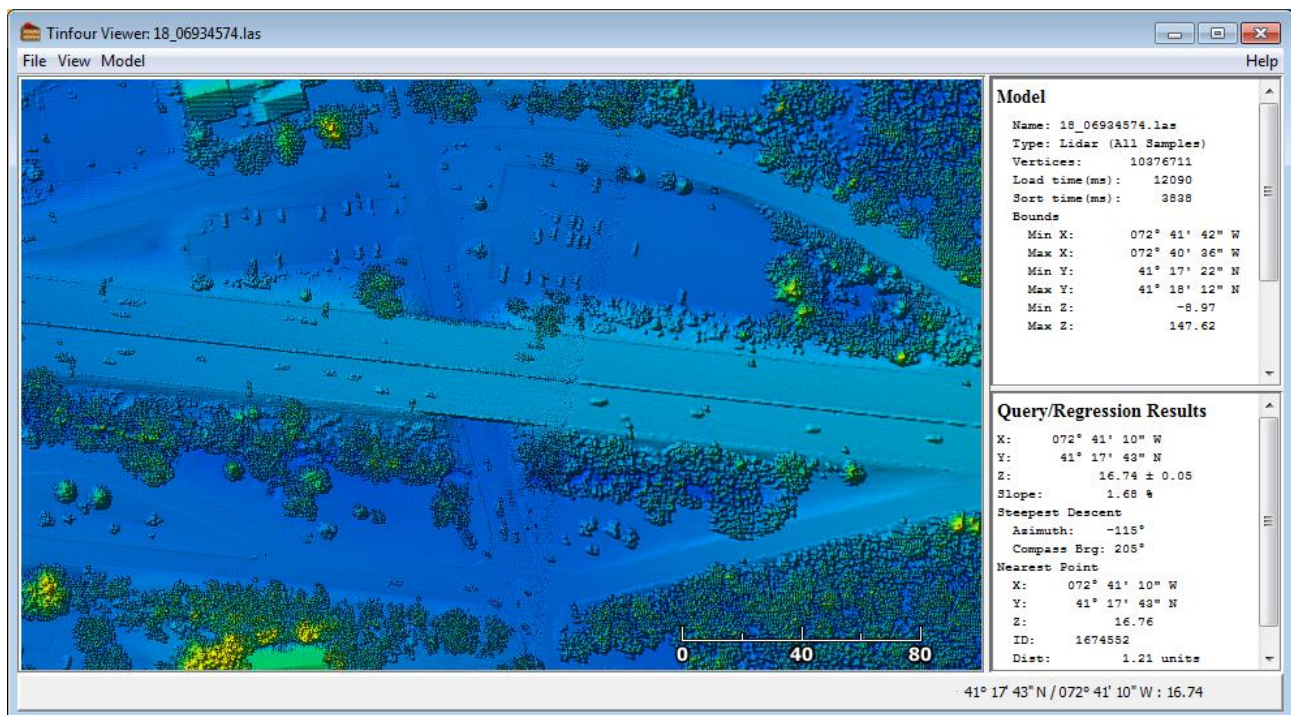 Tinfour Viewer: 18_06934574.las
File View Model Help
Model
Name: 18_06934574.las
Type: Lidar (All Samples)
Vertices: 10376711
Load time(ms): 12090
Sort time(ms): 3838
Bounds
Min X: 072° 41' 42" W
Max X: 072° 40' 36" W
Min Y: 41° 17' 22" N
Max Y: 41° 18' 12" N
Min Z: -8.97
Max Z: 147.62
Query/Regression Results
X: 072° 41' 10" W
Y: 41° 17' 43" N
Z: 16.74 ± 0.05
Slope: 1.68 %
Steepest Descent
Azimuth: -115°
Compass Brg: 205°
Nearest Point
X: 072° 41' 10" W
Y: 41° 17' 43" N
Z: 16.76
ID: 1674552
Dist: 1.21 units
0 40 80
41° 17' 43" N / 072° 41' 10" W : 16.74